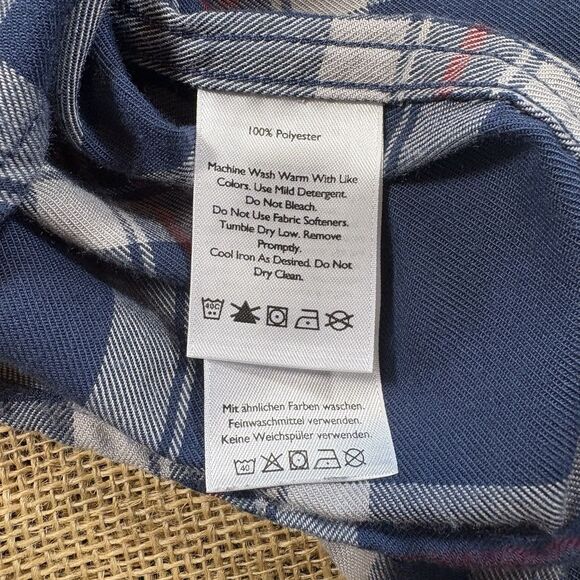 100% Polyester
Machine Wash Warm With Like
Colors. Use Mild Detergent.
Do Not Bleach.
Do Not Use Fabric Softeners.
Tumble Dry Low. Remove
Promptly.
Cool Iron As Desired. Do Not
Dry Clean.
40C
Mit ähnlichen Farben waschen.
Feinwaschmittel verwenden.
Keine Weichspüler verwenden.
40